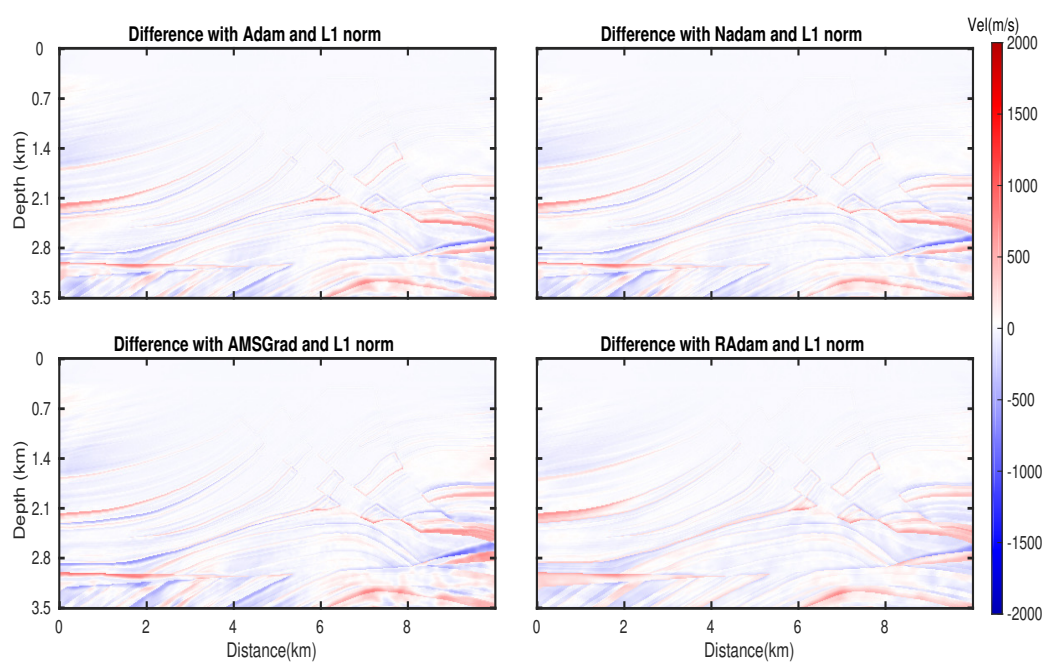 Vel(m/s)
Difference with Adam and L1 norm
Difference with Nadam and L1 norm
0
0.7
1.4
2.1
2.8
3.5
Depth (km)
2000
1500
1000
500
0
-500
-1000
-1500
-2000
Difference with AMSGrad and L1 norm
Difference with RAdam and L1 norm
0
0.7
1.4
2.1
2.8
3.5
Depth (km)
0 2 4 6 8
0 2 4 6 8
Distance(km)
Distance(km)